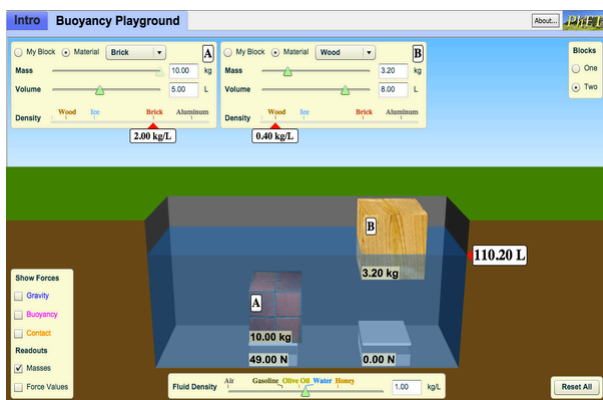 Intro Buoyancy Playground About... PhET
My Block Material Brick A
Mass 10.00 kg
Volume 5.00 L
Density Wood Ice Brick Aluminum
2.00 kg/L
My Block Material Wood B
Mass 3.20 kg
Volume 8.00 L
Density Wood Ice Brick Aluminum
0.40 kg/L
Blocks
One
Two
B
3.20 kg
110.20 L
A
10.00 kg
49.00 N
0.00 N
Show Forces
Gravity
Buoyancy
Contact
Readouts
Masses
Force Values
Air Gasoline Olive Oil Water Honey
Fluid Density 1.00 kg/L
Reset All